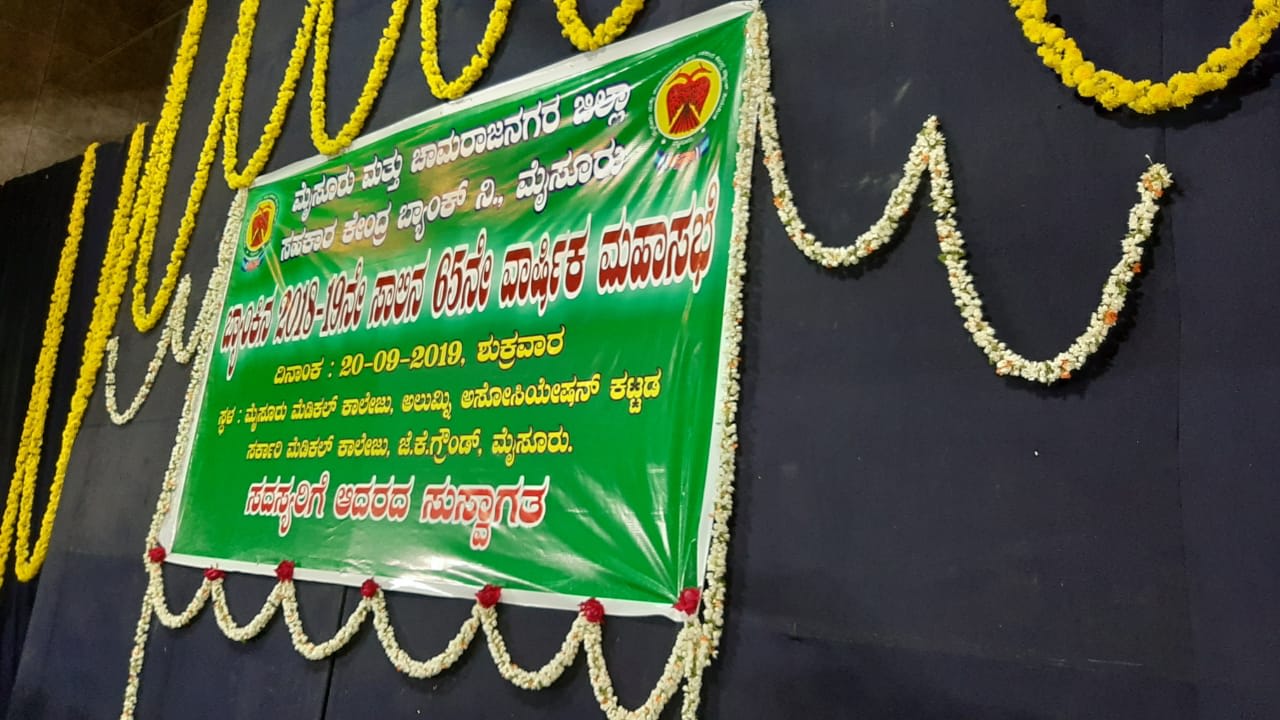 ಮೈಸೂರು ಮತ್ತು ಚಾಮರಾಜನಗರ ಜಿಲ್ಲಾ
ಸಹಕಾರ ಕೇಂದ್ರ ಬ್ಯಾಂಕ್ ನಿ., ಮೈಸೂರು
ಬ್ಯಾಂಕಿನ 2018-19ನೇ ಸಾಲಿನ 65ನೇ ವಾರ್ಷಿಕ ಮಹಾಸಭೆ
ದಿನಾಂಕ : 20-09-2019, ಶುಕ್ರವಾರ
ಸ್ಥಳ : ಮೈಸೂರು ಮೆಡಿಕಲ್ ಕಾಲೇಜು, ಅಲುಮ್ನಿ ಅಸೋಸಿಯೇಷನ್ ಕಟ್ಟಡ
ಸರ್ಕಾರಿ ಮೆಡಿಕಲ್ ಕಾಲೇಜು, ಜೆ.ಕೆ.ಗ್ರೌಂಡ್, ಮೈಸೂರು.
ಸದಸ್ಯರಿಗೆ ಆದರದ ಸುಸ್ವಾಗತ